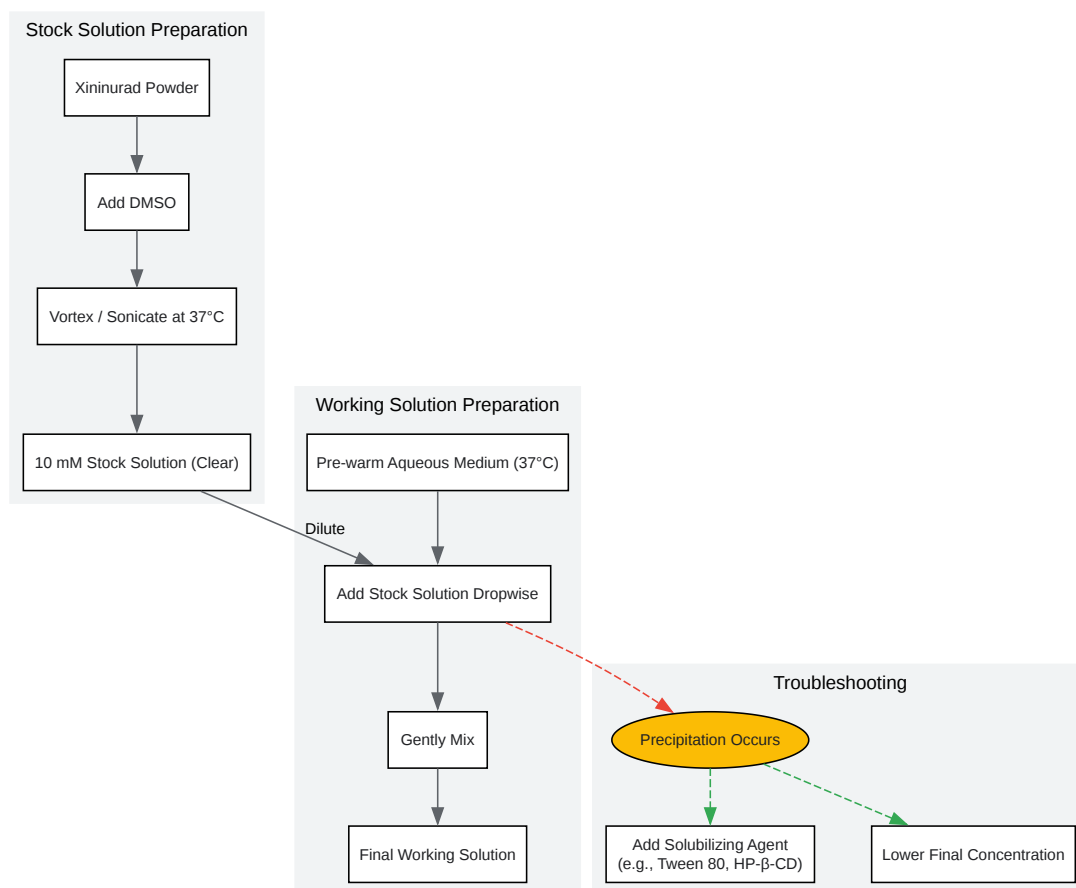 Stock Solution Preparation
Xininurad Powder
Add DMSO
Vortex / Sonicate at 37°C
10 mM Stock Solution (Clear)
Dilute
Working Solution Preparation
Pre-warm Aqueous Medium (37°C)
Add Stock Solution Dropwise
Gently Mix
Final Working Solution
Troubleshooting
Precipitation Occurs
Add Solubilizing Agent
(e.g., Tween 80, HP-β-CD)
Lower Final Concentration